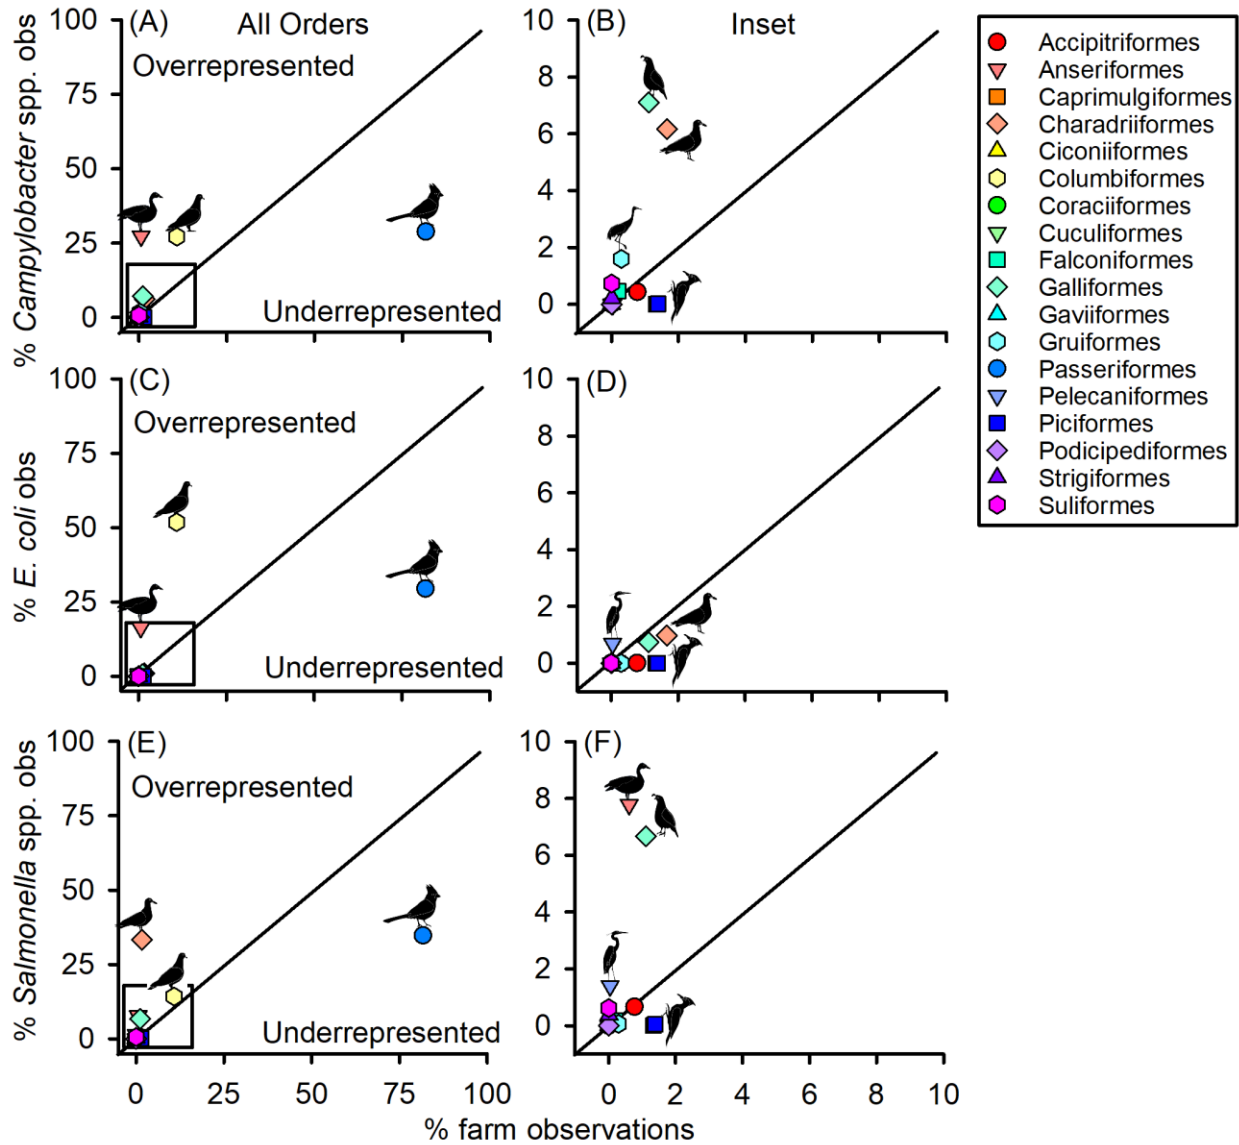 (A) All Orders
Overrepresented
Underrepresented
% Campylobacter spp. obs
100
75
50
25
0
(B) Inset
10
8
6
4
2
0
Accipitriformes
Anseriformes
Caprimulgiformes
Charadriiformes
Ciconiiformes
Columbiformes
Coraciiformes
Cuculiformes
Falconiformes
Galliformes
Gaviiformes
Gruiformes
Passeriformes
Pelecaniformes
Piciformes
Podicipediformes
Strigiformes
Suliformes
(C)
Overrepresented
Underrepresented
% E. coli obs
100
75
50
25
0
(D)
10
8
6
4
2
0
(E)
Overrepresented
Underrepresented
% Salmonella spp. obs
100
75
50
25
0
0 25 50 75 100
(F)
10
8
6
4
2
0
0 2 4 6 8 10
% farm observations